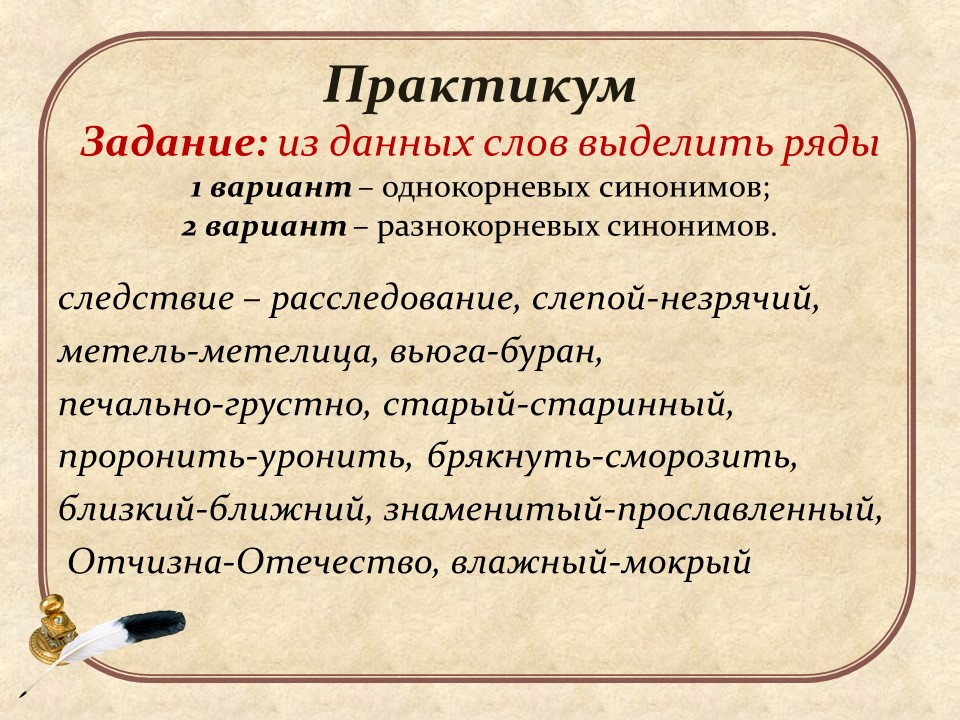 Практикум
Задание: из данных слов выделить ряды
1 вариант – однокорневых синонимов;
2 вариант – разнокорневых синонимов.
следствие – расследование, слепой-незрячий,
метель-метелица, вьюга-буран,
печально-грустно, старый-старинный,
проронить-уронить, брякнуть-сморозить,
близкий-ближний, знаменитый-прославленный,
Отчизна-Отечество, влажный-мокрый